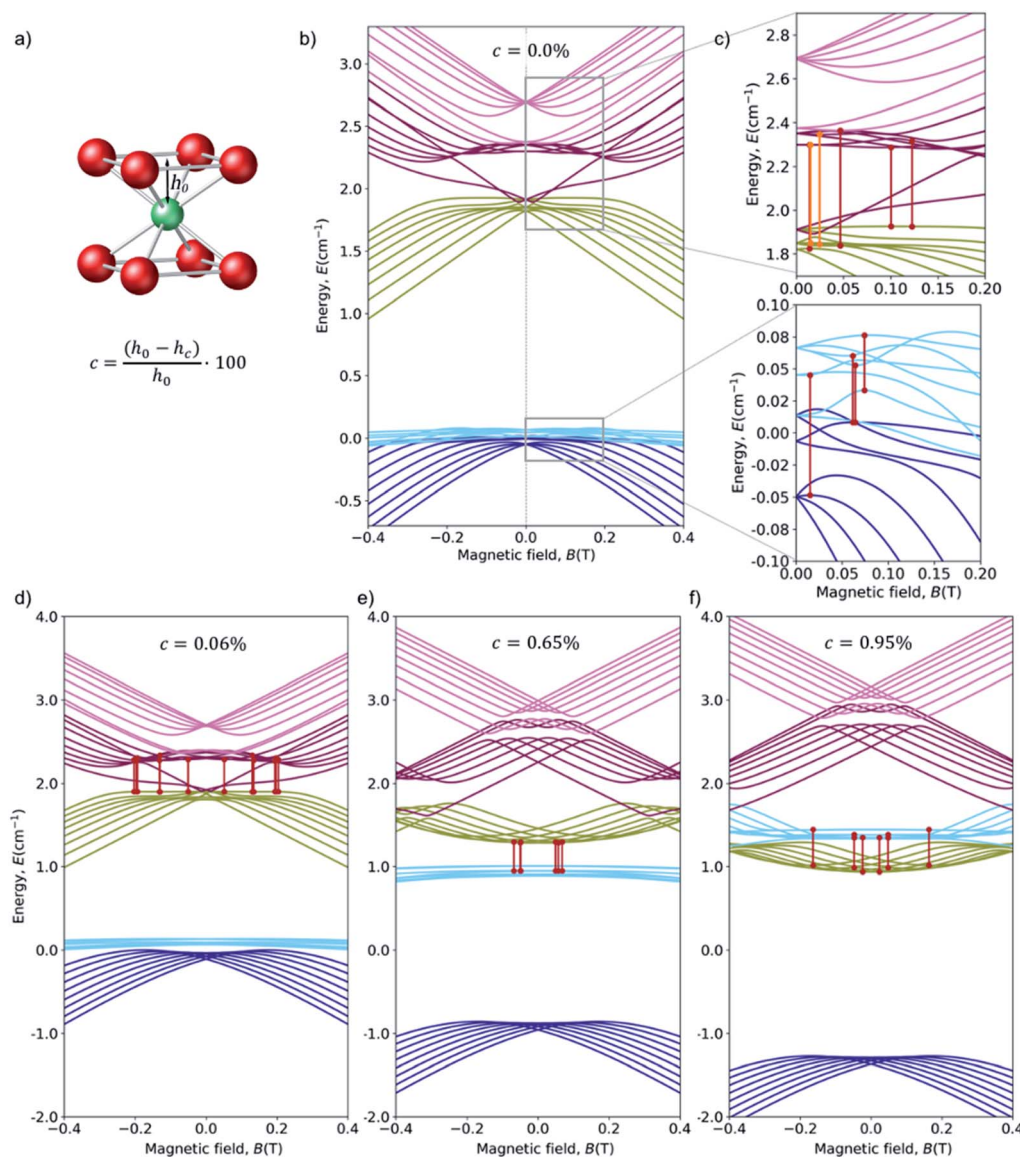 a)
h₀
c = (h₀ − h_c) / h₀ · 100
b)
c = 0.0%
3.0
2.5
2.0
1.5
1.0
0.5
0.0
-0.5
Energy, E(cm⁻¹)
−0.4 −0.2 0.0 0.2 0.4
Magnetic field, B(T)
c)
2.8
2.6
2.4
2.2
2.0
1.8
Energy, E(cm⁻¹)
0.00 0.05 0.10 0.15 0.20
0.10
0.08
0.05
0.02
0.00
-0.02
-0.05
-0.08
-0.10
Energy, E(cm⁻¹)
0.00 0.05 0.10 0.15 0.20
Magnetic field, B(T)
d)
c = 0.06%
4.0
3.0
2.0
1.0
0.0
-1.0
-2.0
Energy, E(cm⁻¹)
−0.4 −0.2 0.0 0.2 0.4
Magnetic field, B(T)
e)
c = 0.65%
4.0
3.0
2.0
1.0
0.0
-1.0
-2.0
−0.4 −0.2 0.0 0.2 0.4
Magnetic field, B(T)
f)
c = 0.95%
4.0
3.0
2.0
1.0
0.0
-1.0
-2.0
−0.4 −0.2 0.0 0.2 0.4
Magnetic field, B(T)